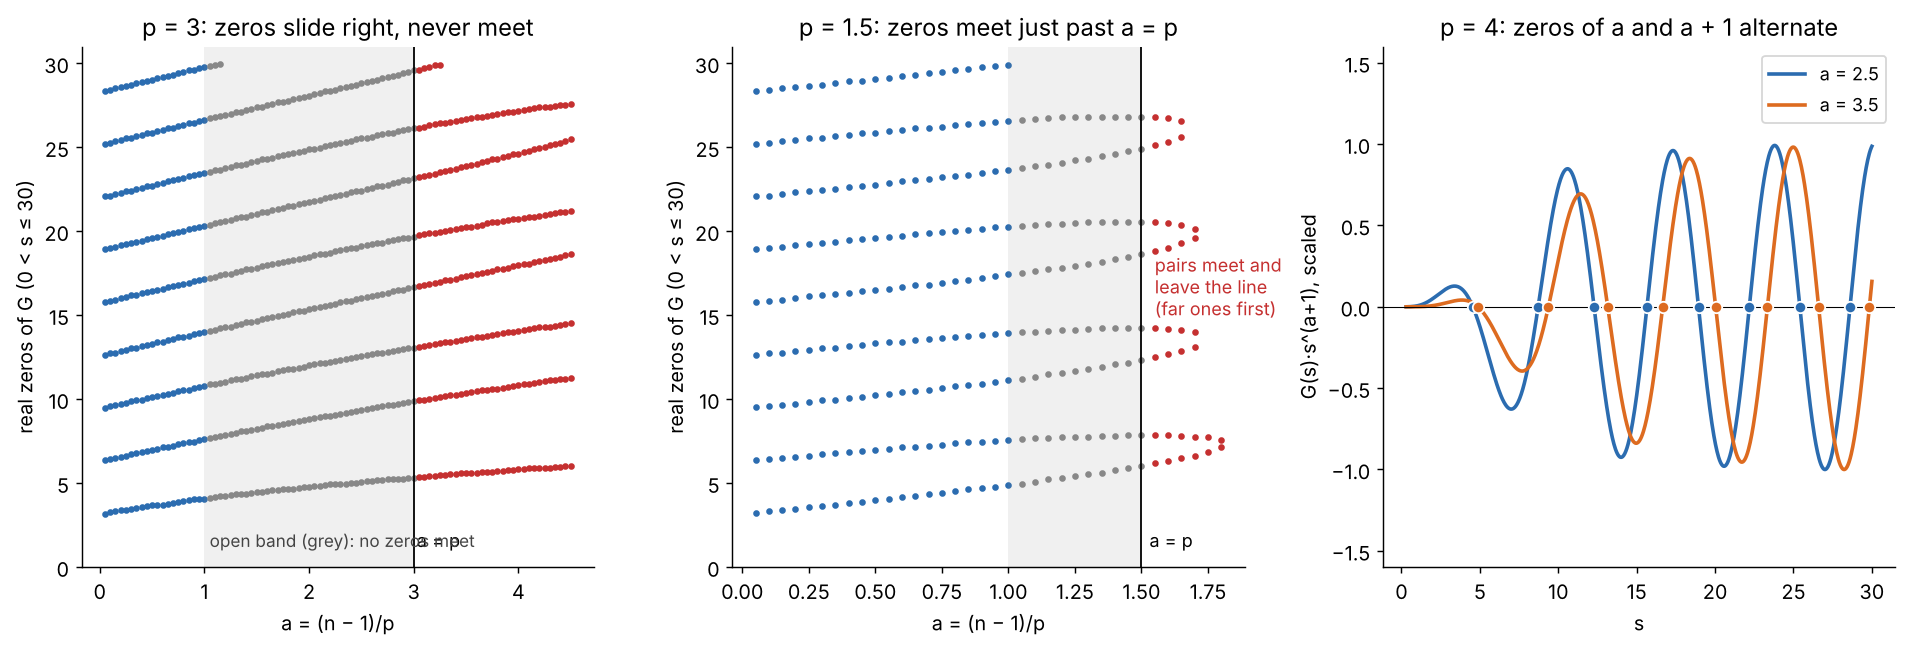 p = 3: zeros slide right, never meet
real zeros of G (0 < s ≤ 30)
30
25
20
15
10
5
0
open band (grey): no zeros meet
a = p
0
1
2
3
4
a = (n − 1)/p
p = 1.5: zeros meet just past a = p
real zeros of G (0 < s ≤ 30)
30
25
20
15
10
5
0
pairs meet and
leave the line
(far ones first)
a = p
0.00
0.25
0.50
0.75
1.00
1.25
1.50
1.75
a = (n − 1)/p
p = 4: zeros of a and a + 1 alternate
G(s)·s^(a+1), scaled
1.5
1.0
0.5
0.0
−0.5
−1.0
−1.5
a = 2.5
a = 3.5
0
5
10
15
20
25
30
s